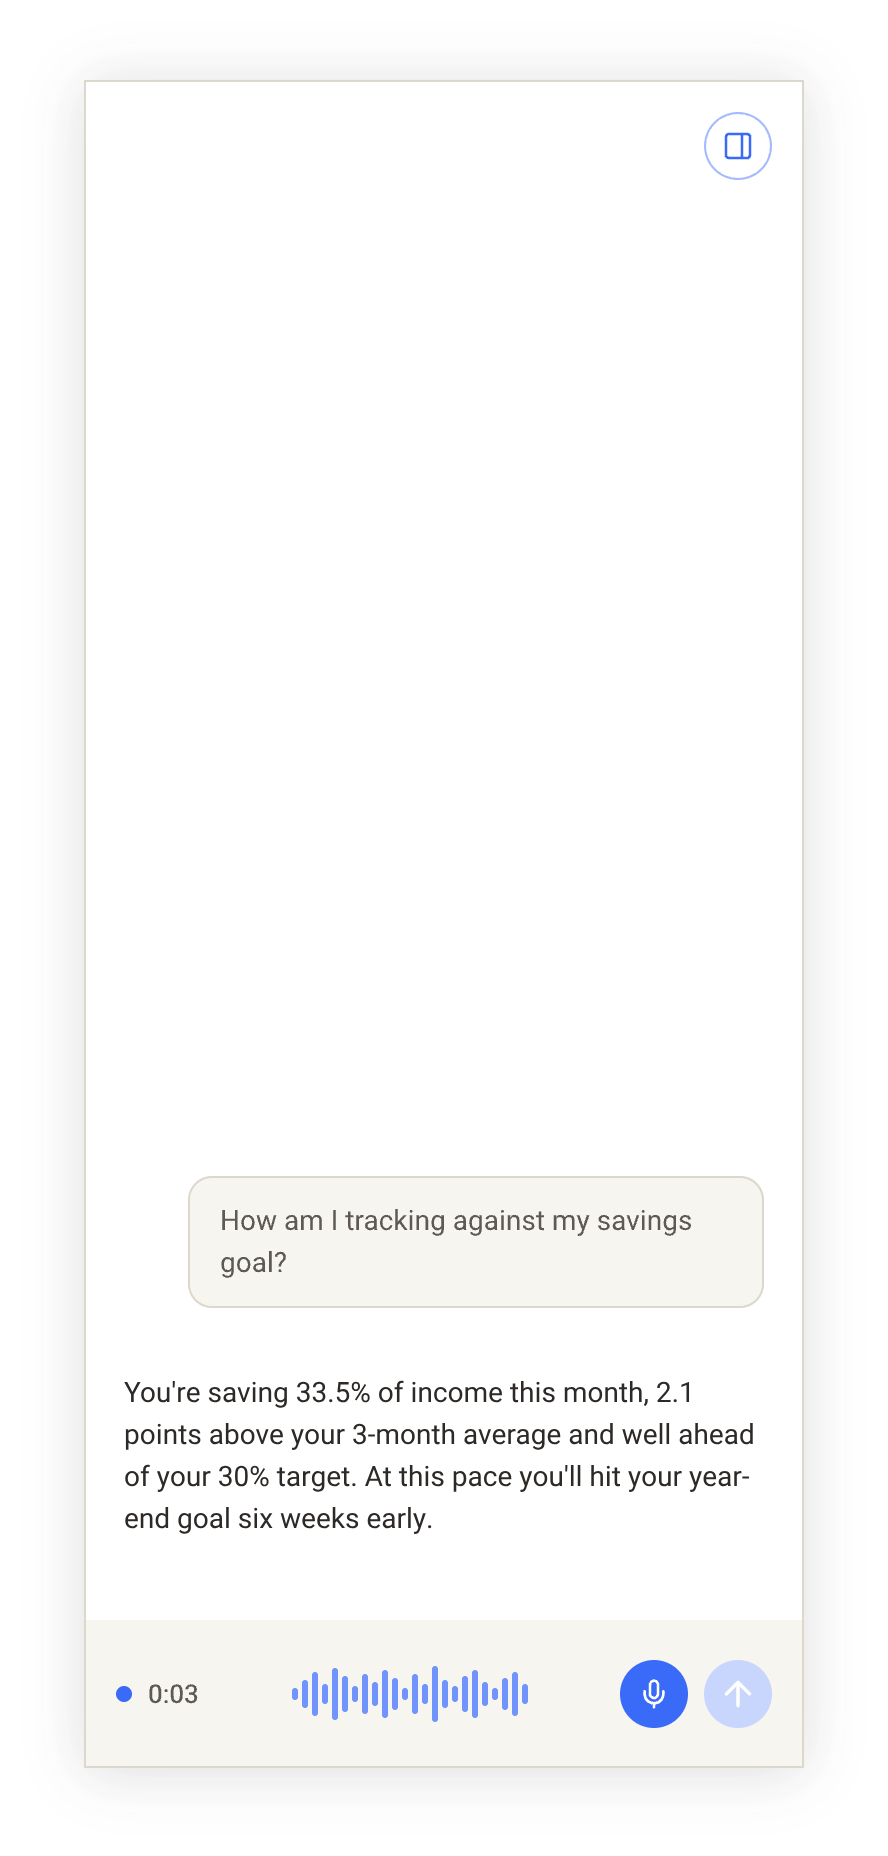 How am I tracking against my savings
goal?
You're saving 33.5% of income this month, 2.1
points above your 3-month average and well ahead
of your 30% target. At this pace you'll hit your year-
end goal six weeks early.
0:03